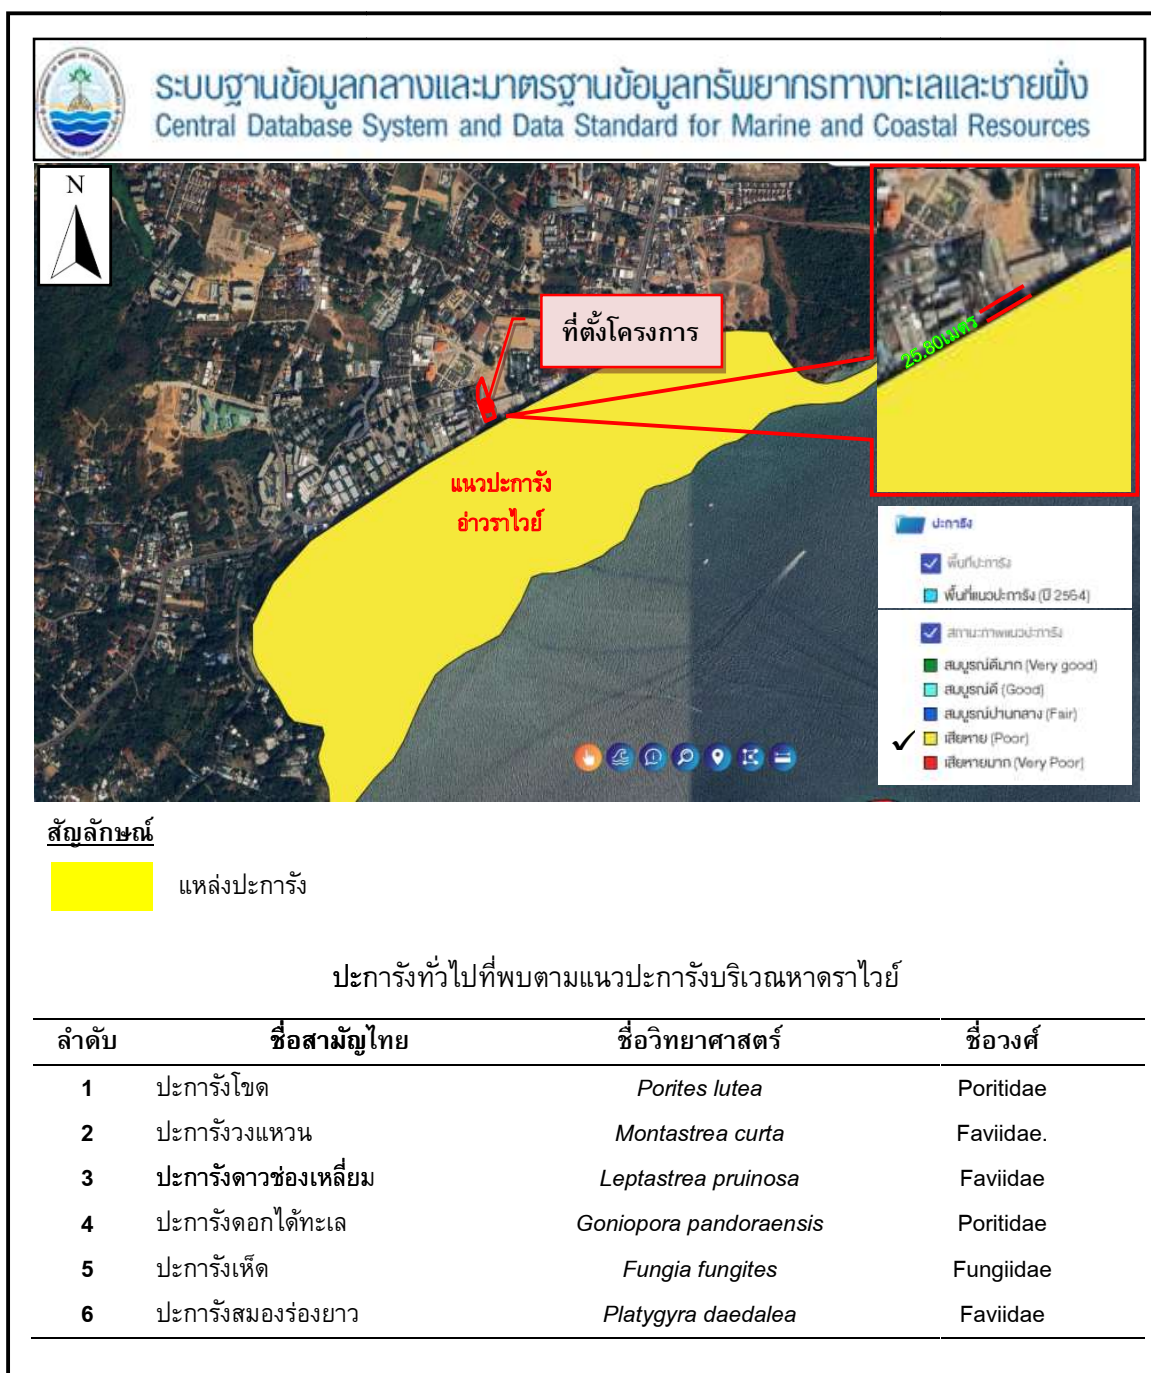 ระบบฐานข้อมูลกลางและมาตรฐานข้อมูลทรัพยากรทางทะเลและชายฝั่ง
Central Database System and Data Standard for Marine and Coastal Resources
N
ที่ตั้งโครงการ
25.80เมตร
แนวปะการัง
อ่าวราไวย์
ปะการัง
พื้นที่ปะการัง
พื้นที่แนวปะการัง (ปี 2564)
สถานะภาพแนวปะการัง
สมบูรณ์ดีมาก (Very good)
สมบูรณ์ดี (Good)
สมบูรณ์ปานกลาง (Fair)
เสียหาย (Poor)
เสียหายมาก (Very Poor)
สัญลักษณ์
แหล่งปะการัง
ปะการังทั่วไปที่พบตามแนวปะการังบริเวณหาดราไวย์
ลำดับ ชื่อสามัญไทย ชื่อวิทยาศาสตร์ ชื่อวงศ์
1 ปะการังโขด Porites lutea Poritidae
2 ปะการังวงแหวน Montastrea curta Faviidae.
3 ปะการังดาวช่องเหลี่ยม Leptastrea pruinosa Faviidae
4 ปะการังดอกไม้ทะเล Goniopora pandoraensis Poritidae
5 ปะการังเห็ด Fungia fungites Fungiidae
6 ปะการังสมองร่องยาว Platygyra daedalea Faviidae